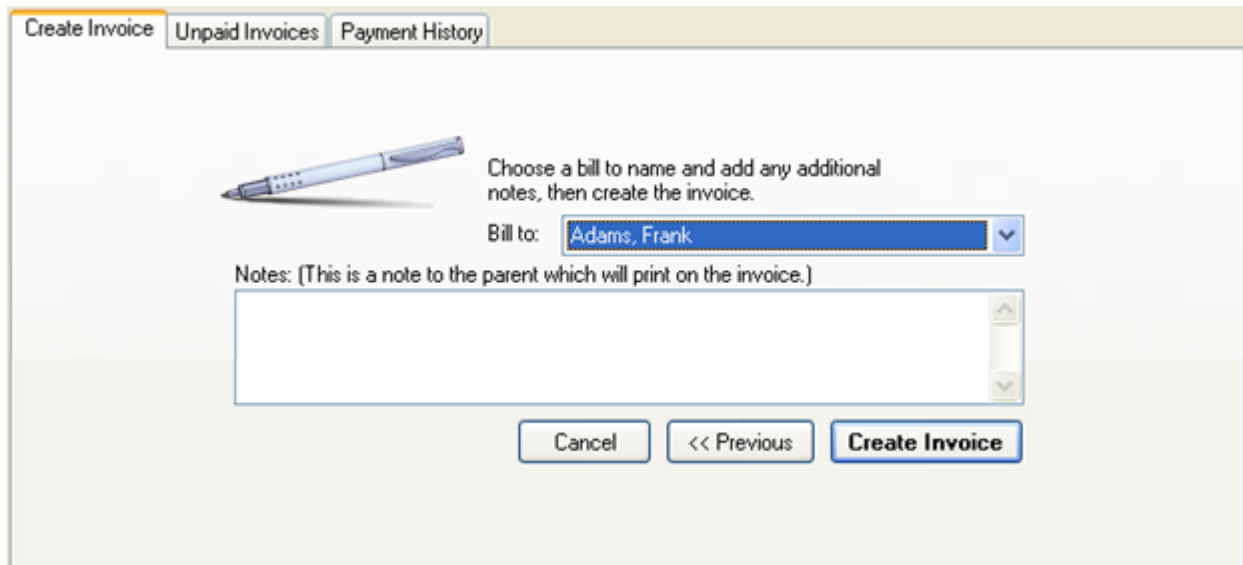 Create Invoice
Unpaid Invoices
Payment History
Choose a bill to name and add any additional
notes, then create the invoice.
Bill to:
Adams, Frank
Notes: (This is a note to the parent which will print on the invoice.)
Cancel
<< Previous
Create Invoice